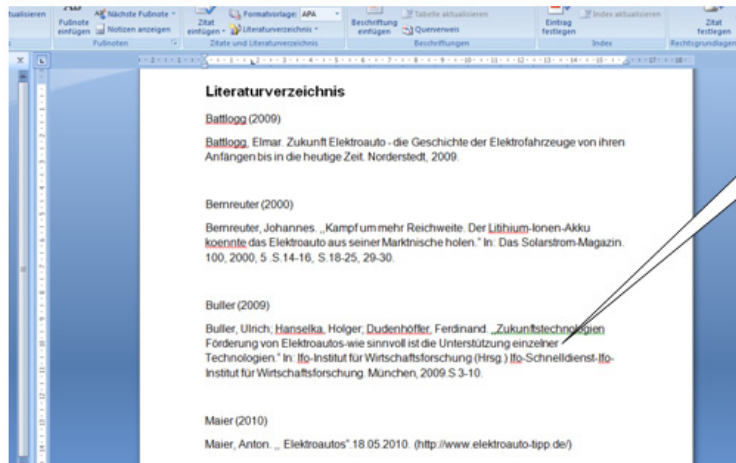 tualisieren
Fußnote einfügen
AB¹ Nächste Fußnote
Notizen anzeigen
Fußnoten
Zitat einfügen
Formatvorlage: APA
Literaturverzeichnis
Zitate und Literaturverzeichnis
Beschriftung einfügen
Tabelle aktualisieren
Querverweis
Beschriftungen
Eintrag festlegen
Index aktualisieren
Index
Zitat festlegen
Rechtsgrundlagen
Literaturverzeichnis
Battlogg (2009)
Battlogg, Elmar. Zukunft Elektroauto - die Geschichte der Elektrofahrzeuge von ihren
Anfängen bis in die heutige Zeit. Norderstedt, 2009.
Bernreuter (2000)
Bernreuter, Johannes. „Kampf um mehr Reichweite. Der Litihium-Ionen-Akku
koennte das Elektroauto aus seiner Marktnische holen.“ In: Das Solarstrom-Magazin.
100, 2000, 5 .S.14-16, S.18-25, 29-30.
Buller (2009)
Buller, Ulrich; Hanselka, Holger; Dudenhöffer, Ferdinand. „Zukunftstechnologien
Förderung von Elektroautos-wie sinnvoll ist die Unterstützung einzelner
Technologien.“ In: Ifo-Institut für Wirtschaftsforschung (Hrsg.) Ifo-Schnelldienst-Ifo-
Institut für Wirtschaftsforschung. München, 2009.S 3-10.
Maier (2010)
Maier, Anton. „ Elektroautos“.18.05.2010. (http://www.elektroauto-tipp.de/)